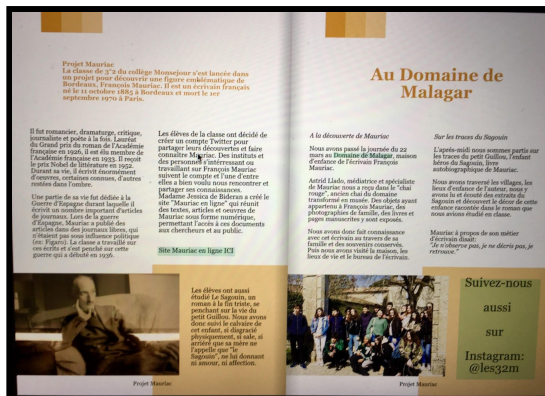 Projet Mauriac
La classe de 3°2 du collège Monsejour s'est lancée dans
un projet pour découvrir une figure emblématique de
Bordeaux, François Mauriac. Il est un écrivain français
né le 11 octobre 1885 à Bordeaux et mort le 1er
septembre 1970 à Paris.
Il fut romancier, dramaturge, critique,
journaliste et poète à la fois. Lauréat
du Grand prix du roman de l'Académie
française en 1926, il est élu membre de
l'Académie française en 1933. Il reçoit
le prix Nobel de littérature en 1952.
Durant sa vie, il écrivit énormément
d'œuvres, certaines connues, d'autres
restées dans l'ombre.
Une partie de sa vie fut dédiée à la
Guerre d'Espagne durant laquelle il
écrivit un nombre important d'articles
de journaux. Lors de la guerre
d'Espagne, Mauriac a publié des
articles dans des journaux libres, qui
n'étaient pas sous influence politique
(ex: Figaro). La classe a travaillé sur
ces écrits et s'est penché sur cette
guerre qui a débuté en 1936.
Les élèves de la classe ont décidé de
créer un compte Twitter pour
partager leurs découvertes et faire
connaître Mauriac. Des instituts et
des personnes s'intérressant ou
travaillant sur François Mauriac
suivent le compte et l'une d'entre
elles a bien voulu nous rencontrer et
partager ses connaissances.
Madame Jessica de Bideran a créé le
site "Mauriac en ligne" qui réunit
des textes, articles et oeuvres de
Mauriac sous forme numérique,
permettant l'accès à ces documents
aux chercheurs et au public.
Site Mauriac en ligne ICI
Les élèves ont aussi
étudié Le Sagouin, un
roman à la fin triste, se
penchant sur la vie du
petit Guillou. Nous avons
donc suivi le calvaire de
cet enfant, si disgracié
physiquement, si sale, si
arriéré que sa mère ne
l'appelle que "le
Sagouin", ne lui donnant
ni amour, ni affection.
Projet Mauriac
Au Domaine de
Malagar
A la découverte de Mauriac
Nous avons passé la journée du 22
mars au Domaine de Malagar, maison
d'enfance de l'écrivain François
Mauriac.
Astrid Llado, médiatrice et spécialiste
de Mauriac nous a reçu dans le "chai
rouge", ancien chai du domaine
transformé en musée. Des objets ayant
appartenu à François Mauriac, des
photographies de famille, des livres et
pages manuscrites y sont exposés.
Nous avons donc fait connaissance
avec cet écrivain au travers de sa
famille et des souvenirs conservés.
Puis nous avons visité la maison, les
lieux de vie et le bureau de l'écrivain.
Sur les traces du Sagouin
L'après-midi nous sommes partis sur
les traces du petit Guillou, l'enfant
héros du Sagouin, livre
autobiographique de Mauriac.
Nous avons traversé les villages, les
lieux d'enfance de l'auteur, nous y
avons lu et écouté des extraits du
Sagouin et découvert le décor de cette
enfance racontée dans le roman que
nous avions étudié en classe.
Mauriac à propos de son métier
d'écrivain disait:
"Je n'observe pas, je ne décris pas, je
retrouve."
Suivez-nous
aussi
sur
Instagram:
@les32m
Projet Mauriac